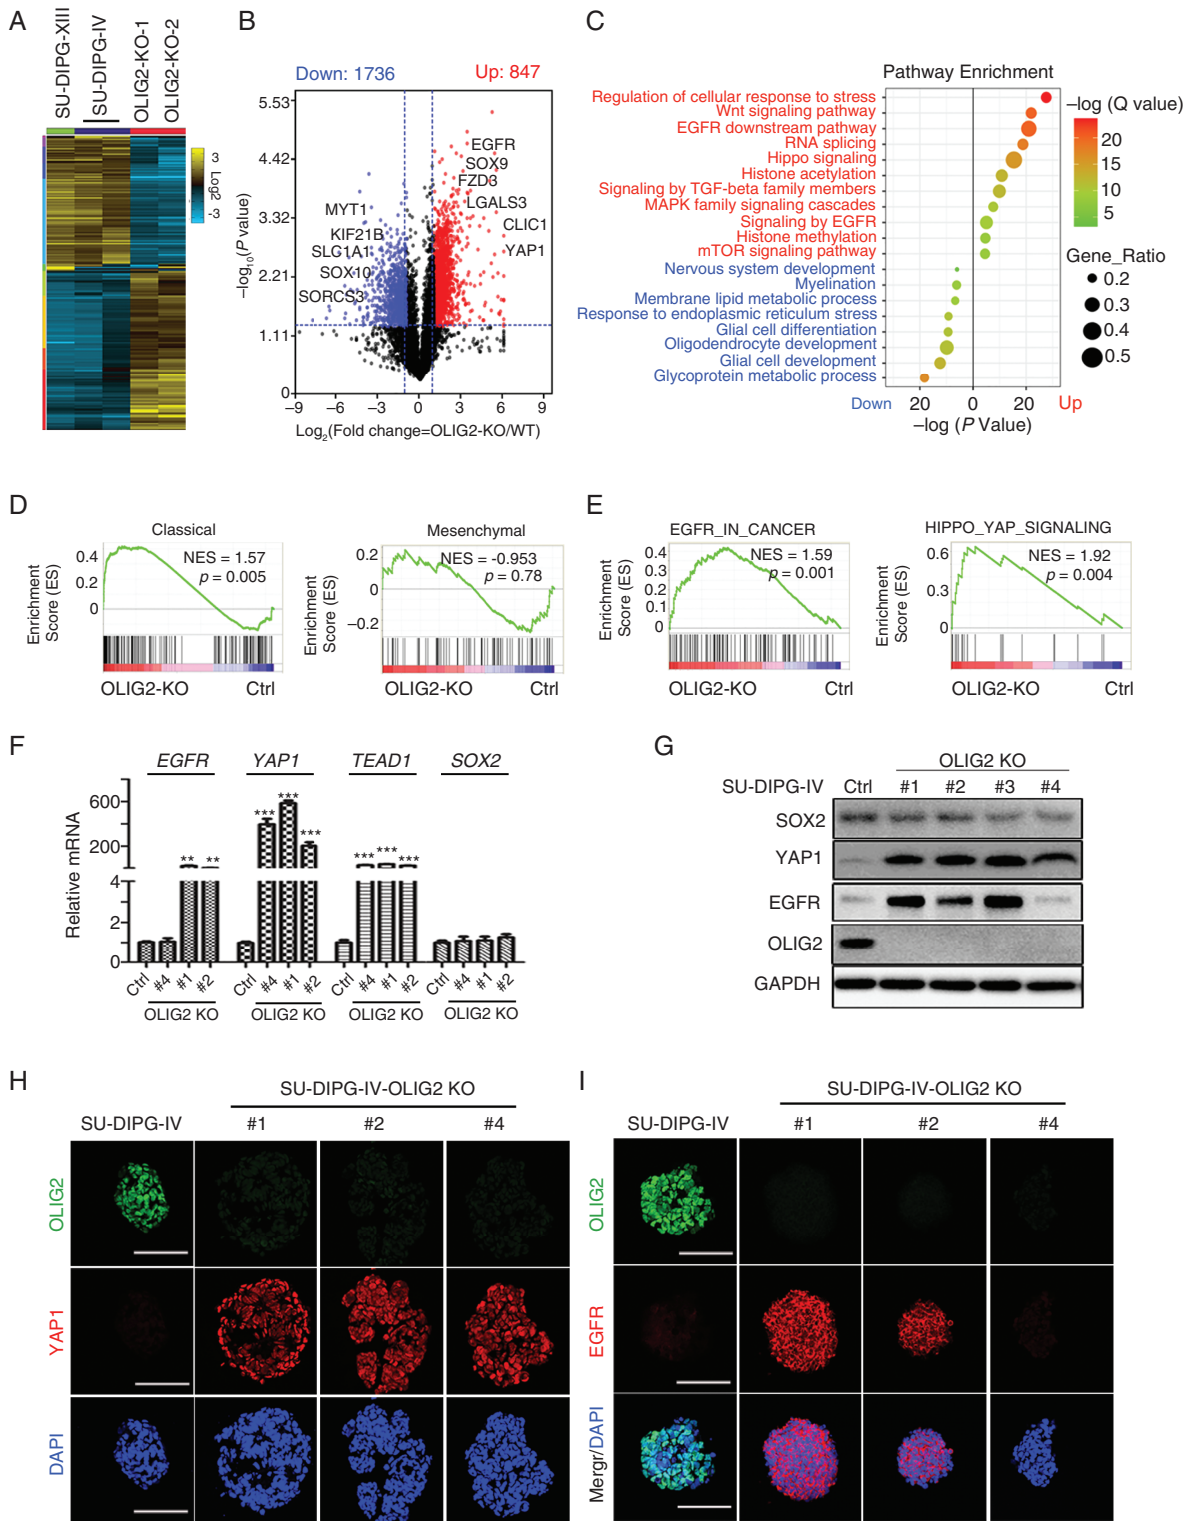 A
SU-DIPG-XIII
SU-DIPG-IV
OLIG2-KO-1
OLIG2-KO-2
3
0
-3
Log2
B
Down: 1736
Up: 847
5.53
4.42
3.32
2.21
1.11
0
–log10(P value)
EGFR
SOX9
FZD3
LGALS3
CLIC1
YAP1
MYT1
KIF21B
SLC1A1
SOX10
SORCS3
–9 –6 –3 0 3 6 9
Log2(Fold change=OLIG2-KO/WT)
C
Pathway Enrichment
Regulation of cellular response to stress
Wnt signaling pathway
EGFR downstream pathway
RNA splicing
Hippo signaling
Histone acetylation
Signaling by TGF-beta family members
MAPK family signaling cascades
Signaling by EGFR
Histone methylation
mTOR signaling pathway
Nervous system development
Myelination
Membrane lipid metabolic process
Response to endoplasmic reticulum stress
Glial cell differentiation
Oligodendrocyte development
Glial cell development
Glycoprotein metabolic process
Down 20 0 20 Up
–log (P Value)
–log (Q value)
20
15
10
5
Gene_Ratio
0.2
0.3
0.4
0.5
D
Classical
Enrichment
Score (ES)
0.4
0.2
0
NES = 1.57
p = 0.005
OLIG2-KO Ctrl
Mesenchymal
Enrichment
Score (ES)
0.2
0
–0.2
NES = -0.953
p = 0.78
OLIG2-KO Ctrl
E
EGFR_IN_CANCER
Enrichment
Score (ES)
0.4
0.3
0.2
0.1
0
NES = 1.59
p = 0.001
OLIG2-KO Ctrl
HIPPO_YAP_SIGNALING
Enrichment
Score (ES)
0.6
0.3
0
NES = 1.92
p = 0.004
OLIG2-KO Ctrl
F
EGFR YAP1 TEAD1 SOX2
Relative mRNA
600
200
4
2
1
0
** **
*** *** ***
*** *** ***
Ctrl #4 #1 #2 Ctrl #4 #1 #2 Ctrl #4 #1 #2 Ctrl #4 #1 #2
OLIG2 KO OLIG2 KO OLIG2 KO OLIG2 KO
G
OLIG2 KO
SU-DIPG-IV Ctrl #1 #2 #3 #4
SOX2
YAP1
EGFR
OLIG2
GAPDH
H
SU-DIPG-IV-OLIG2 KO
SU-DIPG-IV #1 #2 #4
OLIG2
YAP1
DAPI
I
SU-DIPG-IV-OLIG2 KO
SU-DIPG-IV #1 #2 #4
OLIG2
EGFR
Mergr/DAPI